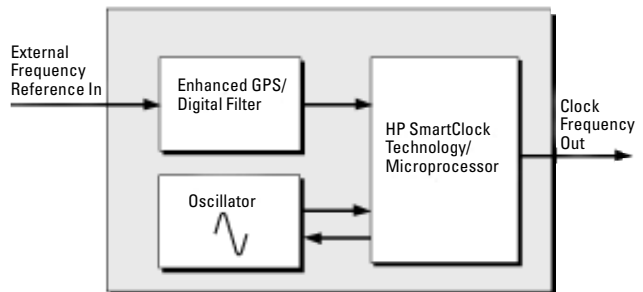 External
Frequency
Reference In
Enhanced GPS/
Digital Filter
Oscillator
HP SmartClock
Technology/
Microprocessor
Clock
Frequency
Out